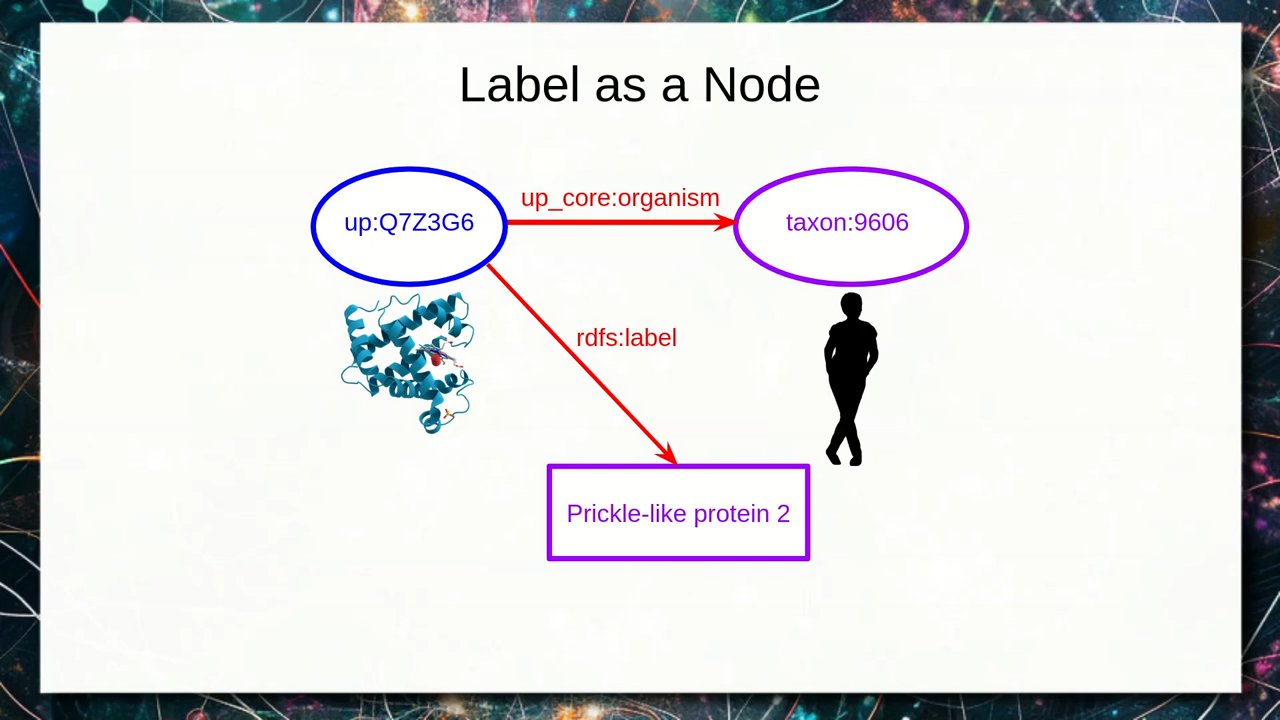 Label as a Node
up:Q7Z3G6
up_core:organism
taxon:9606
rdfs:label
Prickle-like protein 2